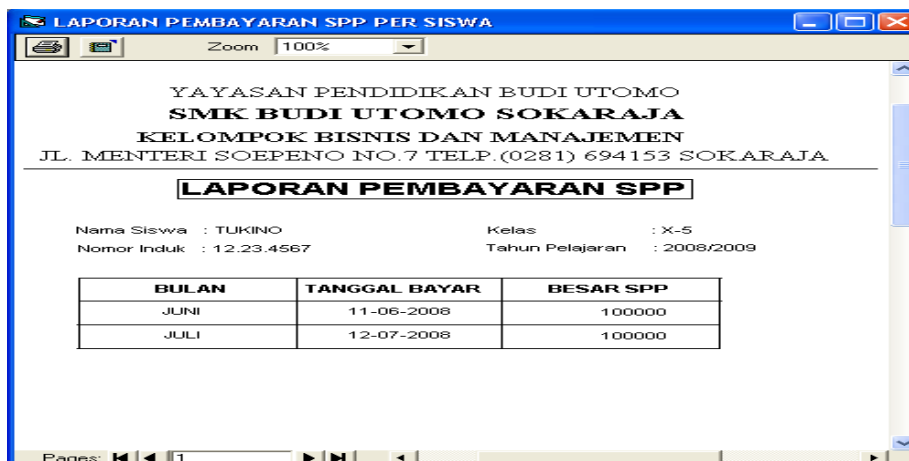 LAPORAN PEMBAYARAN SPP PER SISWA
Zoom 100%
YAYASAN PENDIDIKAN BUDI UTOMO
SMK BUDI UTOMO SOKARAJA
KELOMPOK BISNIS DAN MANAJEMEN
JL. MENTERI SOEPENO NO.7 TELP.(0281) 694153 SOKARAJA
LAPORAN PEMBAYARAN SPP
Nama Siswa : TUKINO Kelas : X-5
Nomor Induk : 12.23.4567 Tahun Pelajaran : 2008/2009
BULAN TANGGAL BAYAR BESAR SPP
JUNI 11-06-2008 100000
JULI 12-07-2008 100000
Pages: 1